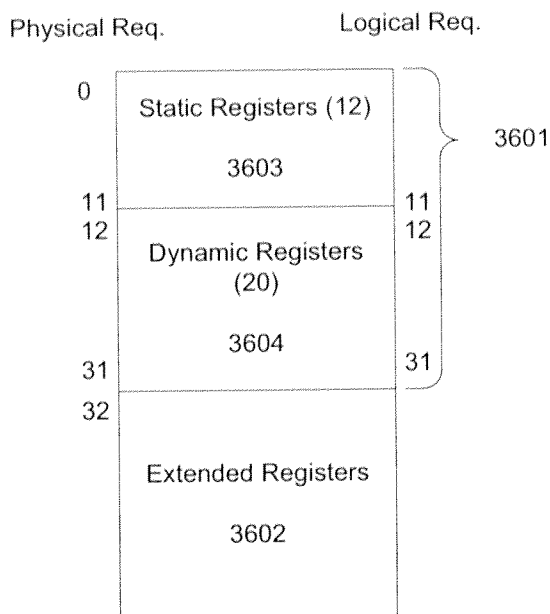 Physical Req. Logical Req.
0
Static Registers (12)
3601
3603
11 11
12 12
Dynamic Registers
(20)
3604
31 31
32
Extended Registers
3602